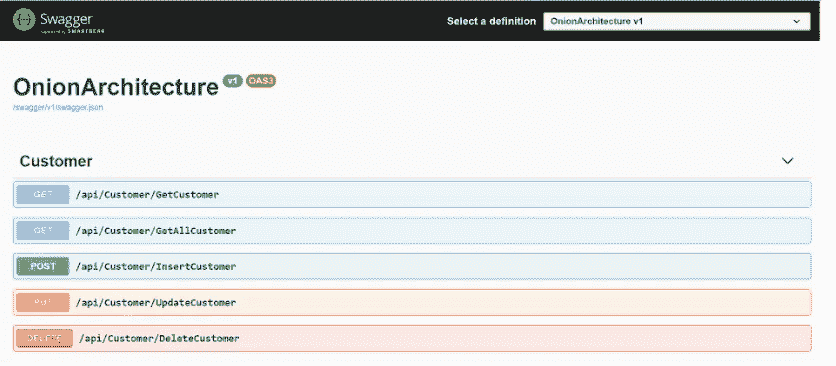 Swagger
Supported by SMARTBEAR
Select a definition
OnionArchitecture v1
OnionArchitecture v1 OAS3
/swagger/v1/swagger.json
Customer
GET /api/Customer/GetCustomer
GET /api/Customer/GetAllCustomer
POST /api/Customer/InsertCustomer
PUT /api/Customer/UpdateCustomer
DELETE /api/Customer/DeleteCustomer